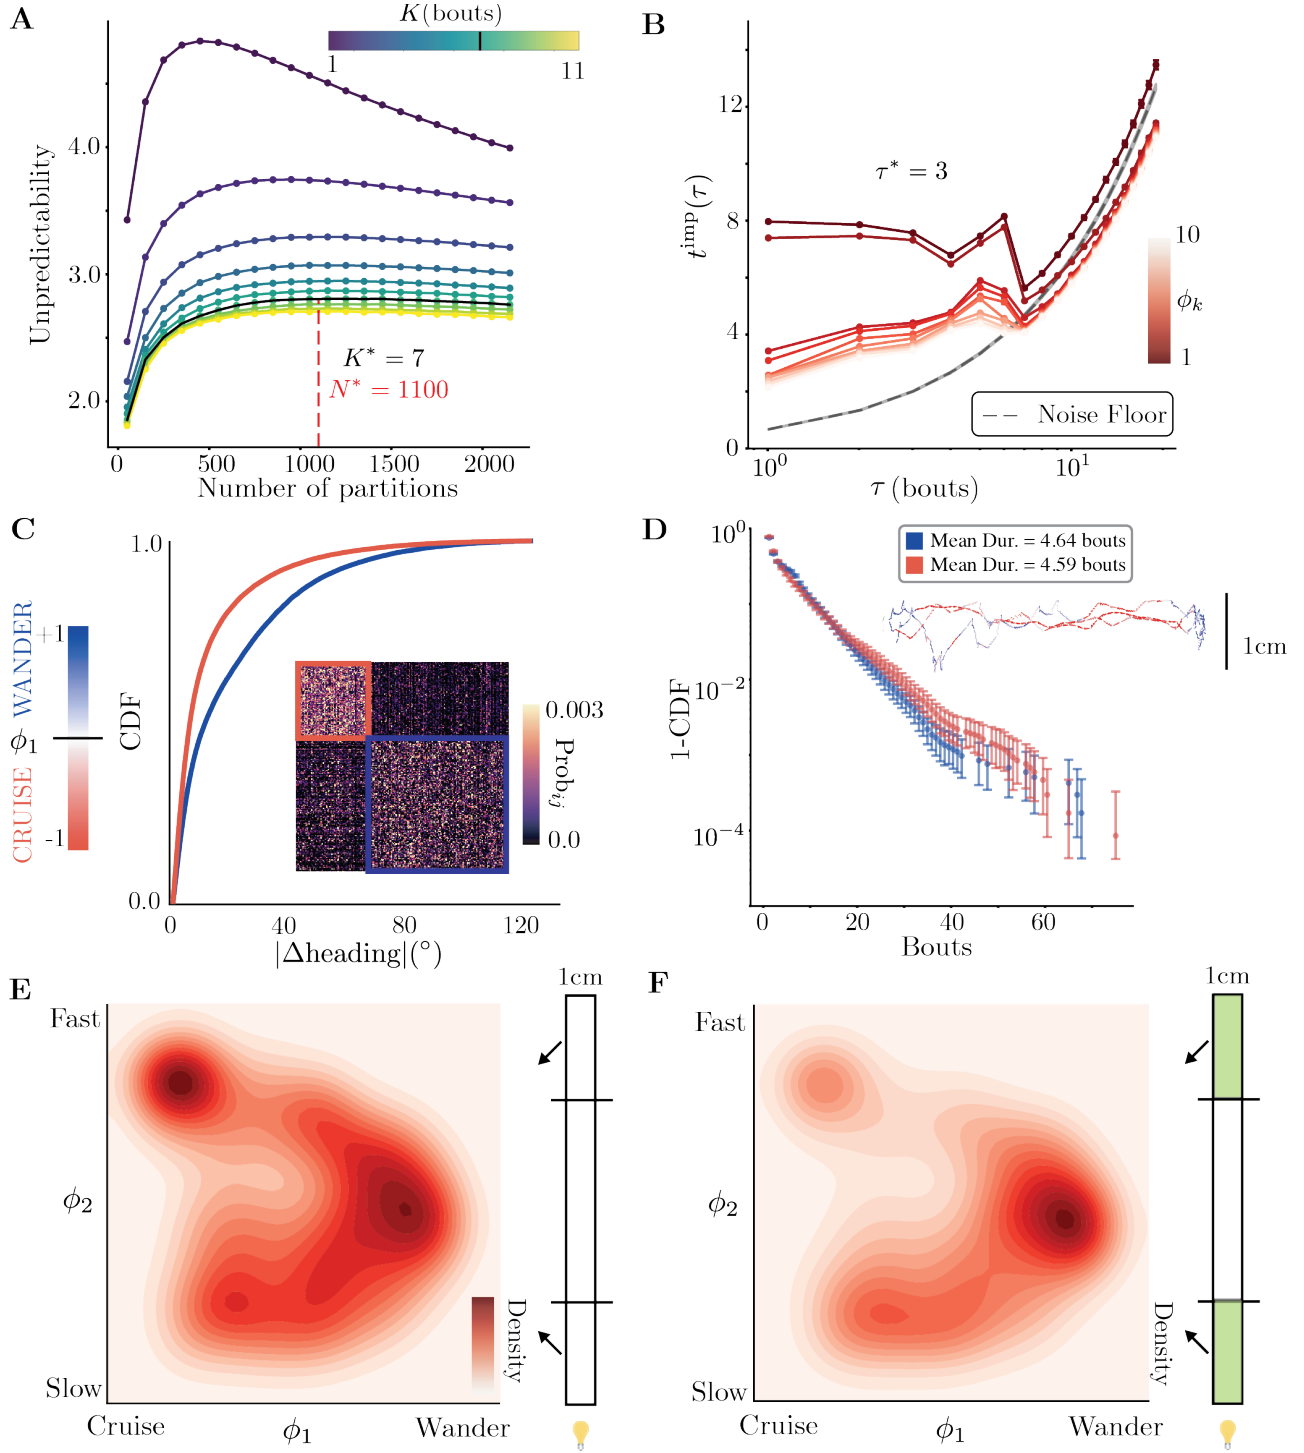 A
K(bouts)
1
11
4.0
3.0
2.0
Unpredictability
K* = 7
N* = 1100
0
500
1000
1500
2000
Number of partitions
B
12
8
4
0
t^imp(τ)
τ* = 3
10
ϕ_k
1
Noise Floor
10^0
10^1
τ (bouts)
C
WANDER
+1
ϕ_1
CRUISE
-1
1.0
CDF
0.0
0.003
Prob_ij
0.0
0
40
80
120
|Δheading|(°)
D
10^0
10^−2
10^−4
1-CDF
Mean Dur. = 4.64 bouts
Mean Dur. = 4.59 bouts
1cm
0
20
40
60
Bouts
E
Fast
ϕ_2
Slow
Density
Cruise
ϕ_1
Wander
1cm
F
Fast
ϕ_2
Slow
Density
Cruise
ϕ_1
Wander
1cm